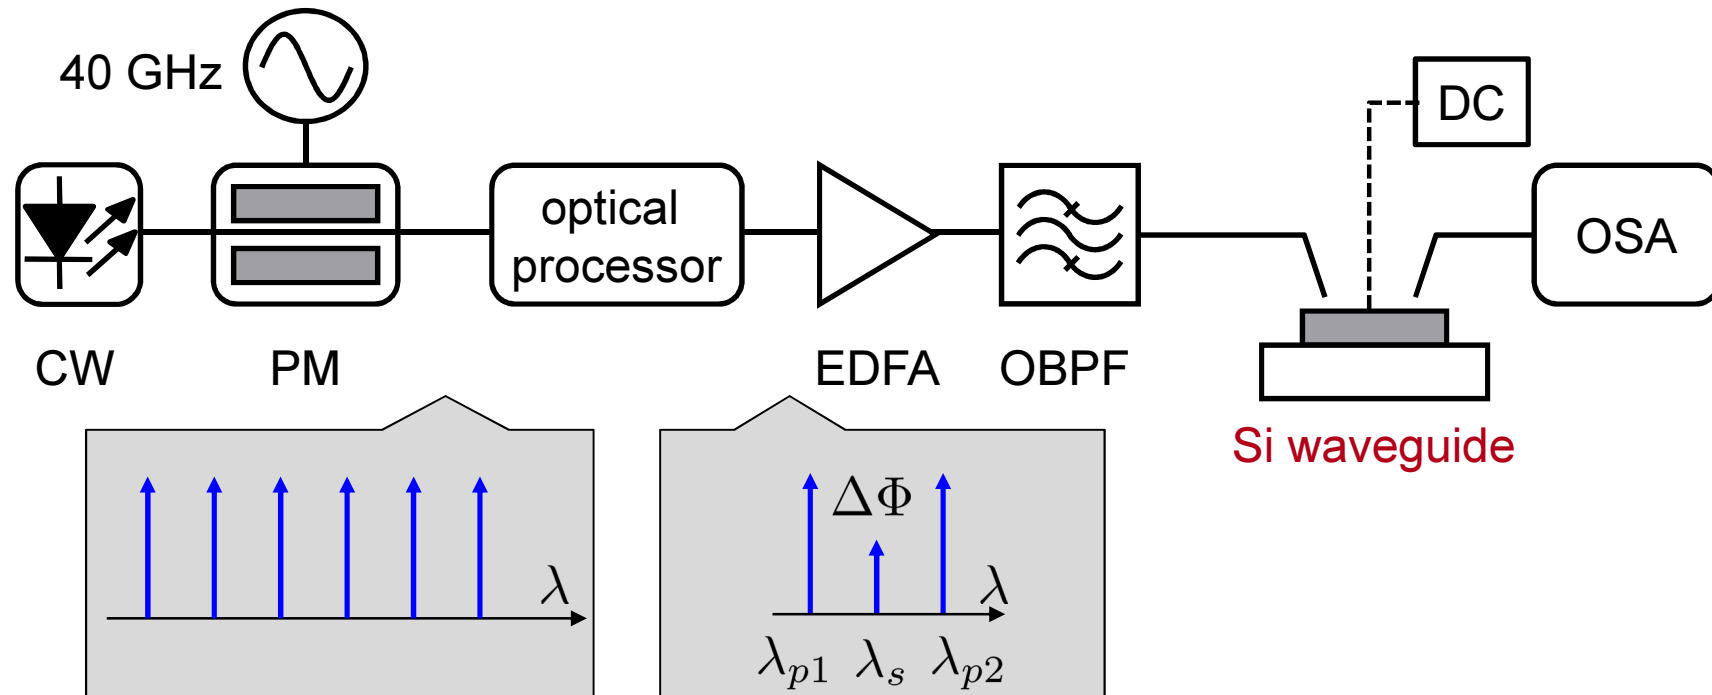 40 GHz
DC
optical
processor
OSA
CW
PM
EDFA
OBPF
Si waveguide
ΔΦ
λ
λ
λp1
λs
λp2